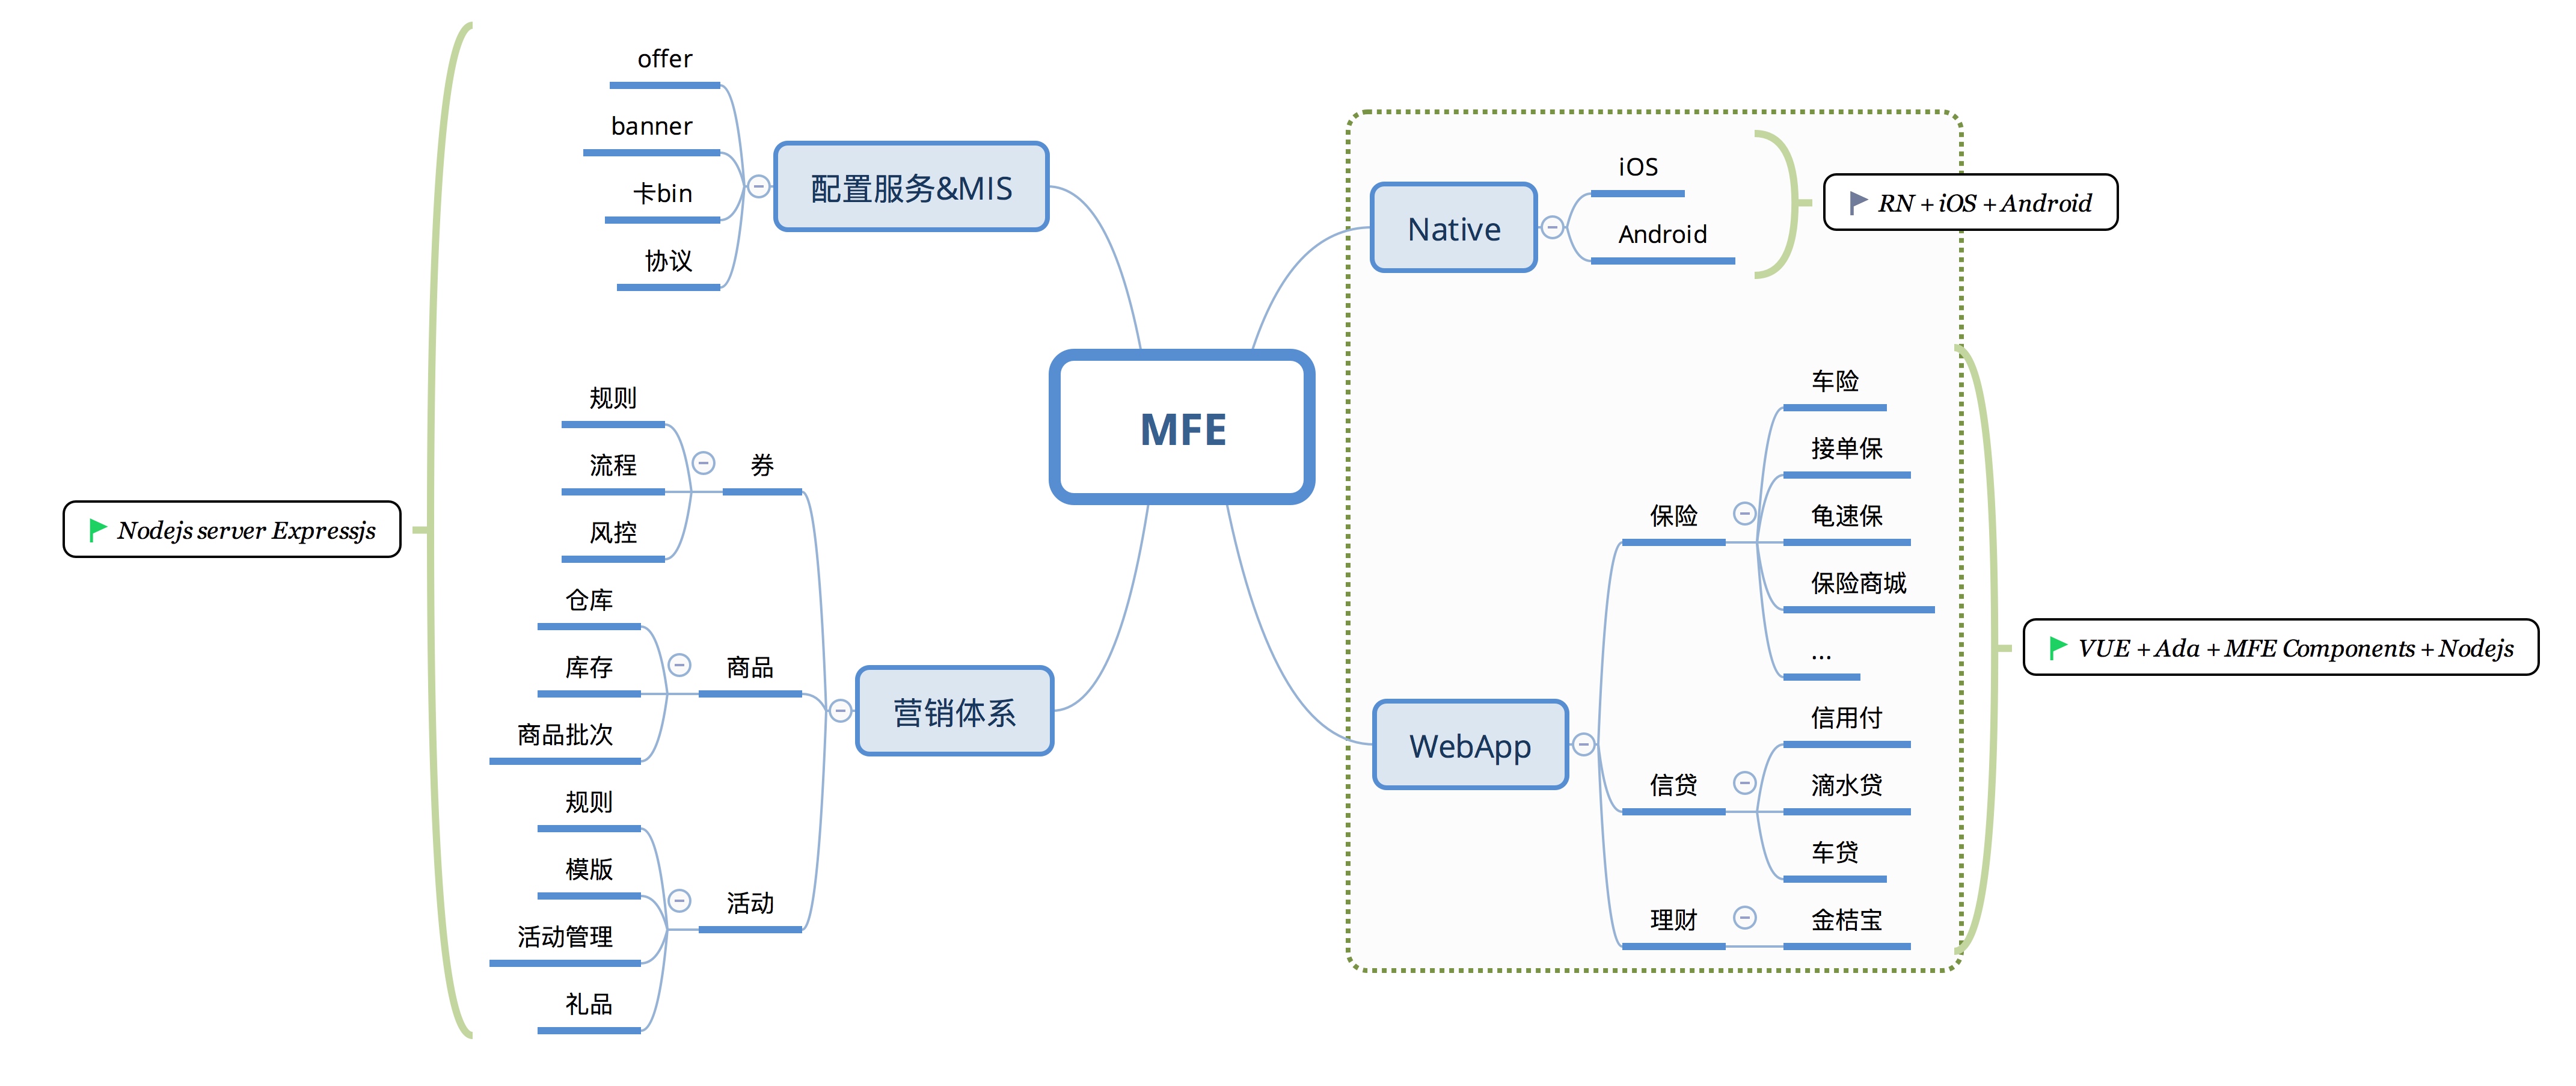 MFE
配置服务&MIS
offer
banner
卡bin
协议
营销体系
券
规则
流程
风控
商品
仓库
库存
商品批次
活动
规则
模版
活动管理
礼品
Nodejs server Expressjs
Native
iOS
Android
RN + iOS + Android
WebApp
保险
车险
接单保
龟速保
保险商城
...
信贷
信用付
滴水贷
车贷
理财
金桔宝
VUE + Ada + MFE Components + Nodejs